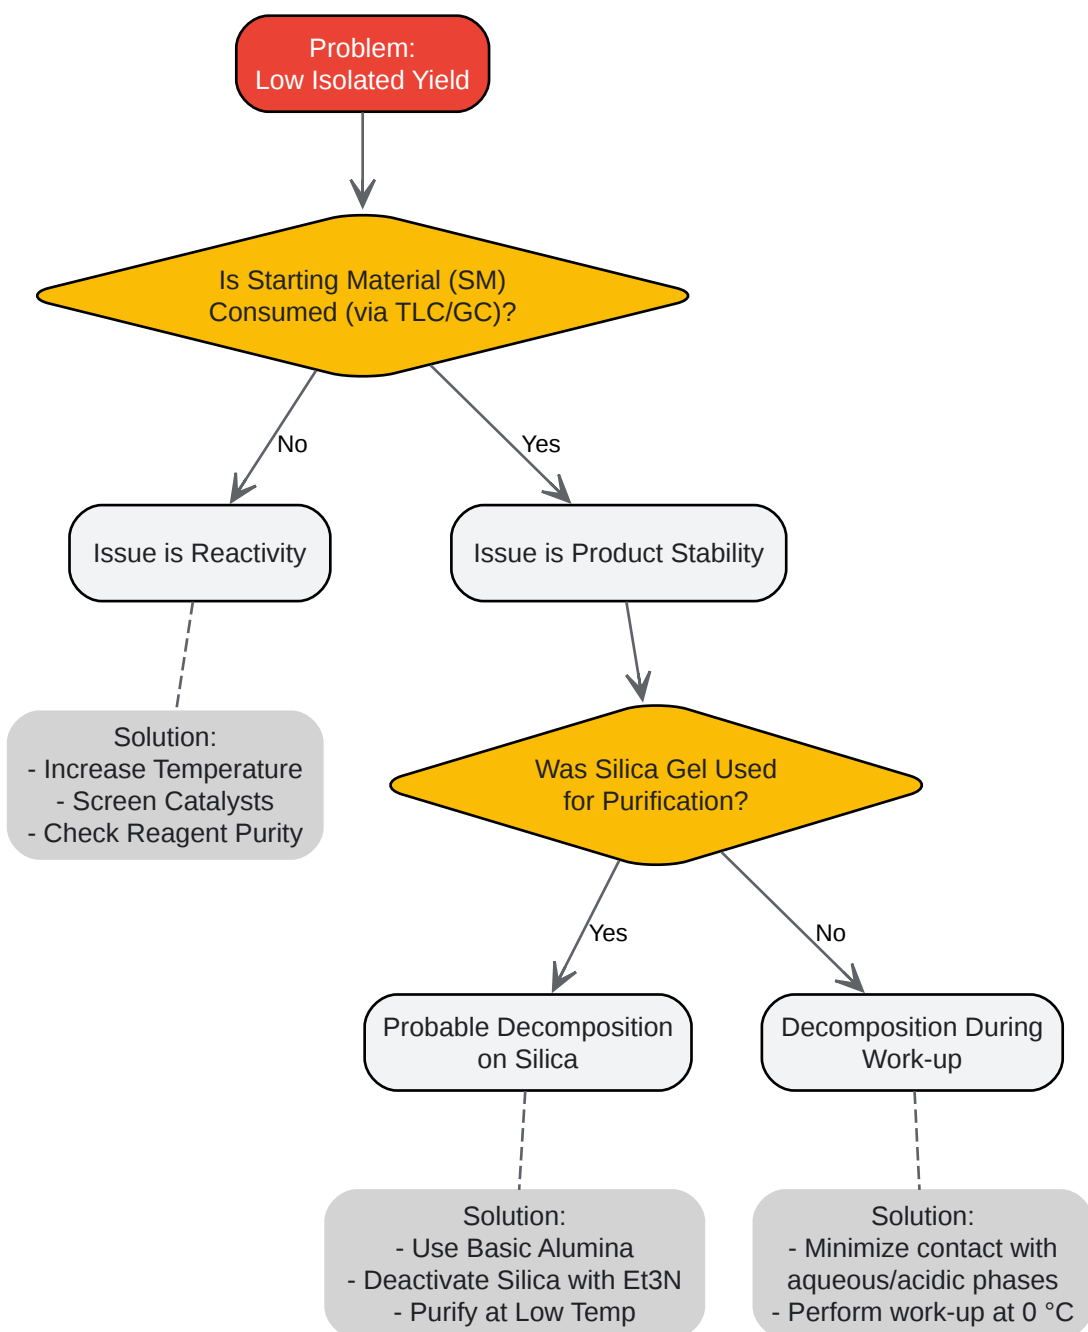 Problem:
Low Isolated Yield
Is Starting Material (SM)
Consumed (via TLC/GC)?
No
Yes
Issue is Reactivity
Issue is Product Stability
Solution:
- Increase Temperature
- Screen Catalysts
- Check Reagent Purity
Was Silica Gel Used
for Purification?
Yes
No
Probable Decomposition
on Silica
Decomposition During
Work-up
Solution:
- Use Basic Alumina
- Deactivate Silica with Et3N
- Purify at Low Temp
Solution:
- Minimize contact with
aqueous/acidic phases
- Perform work-up at 0 °C